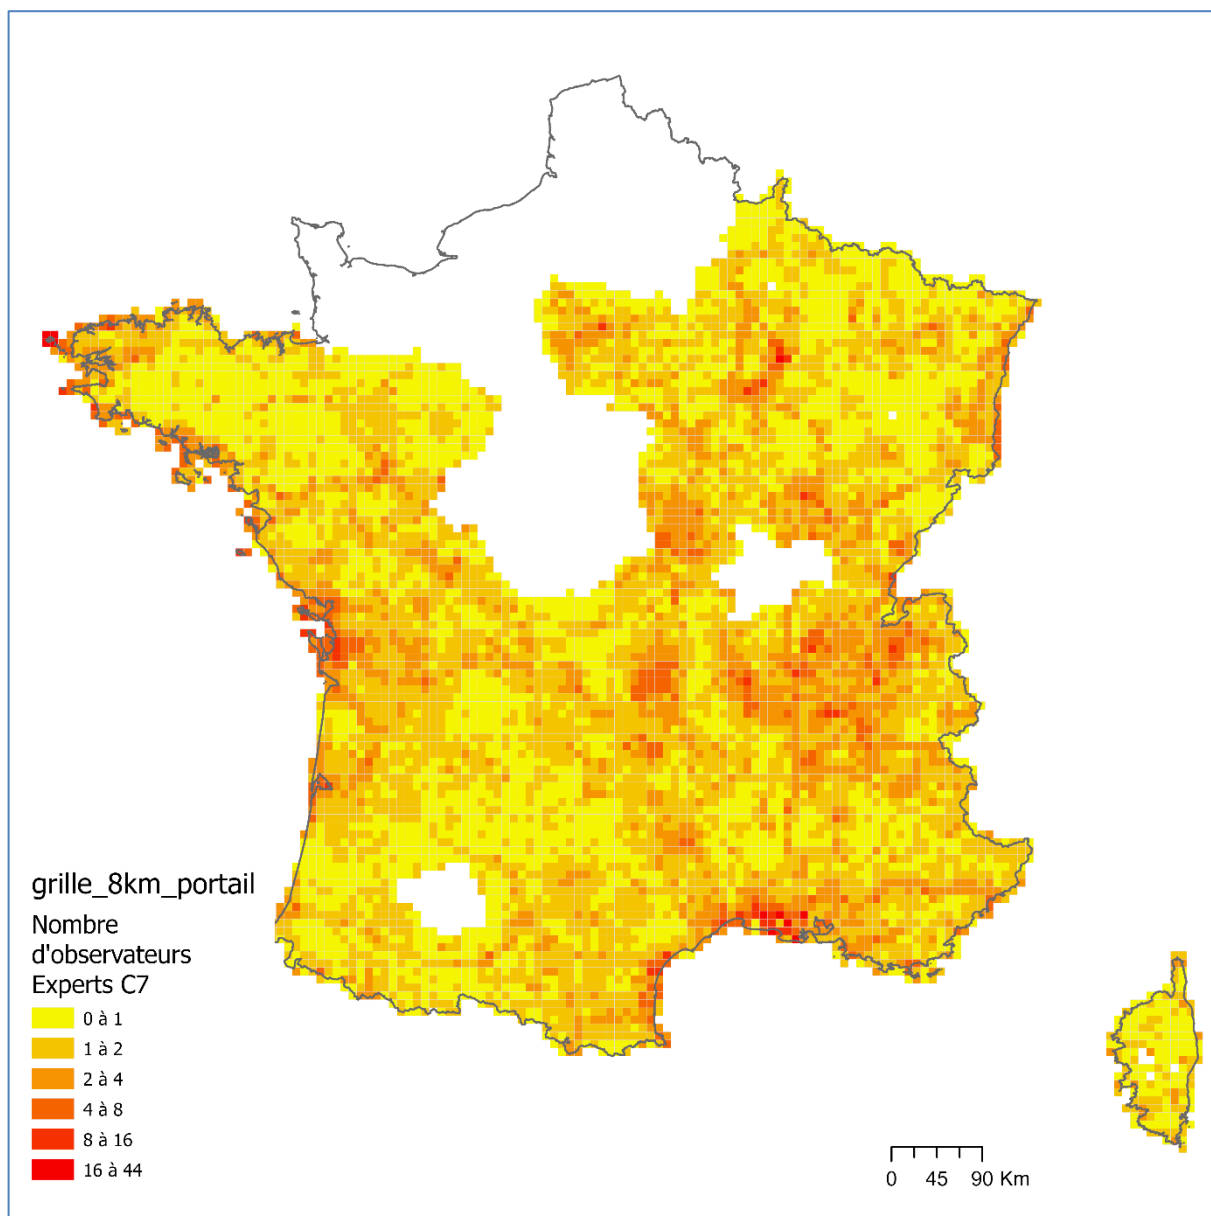 grille_8km_portail
Nombre
d'observateurs
Experts C7
0 à 1
1 à 2
2 à 4
4 à 8
8 à 16
16 à 44
0 45 90 Km